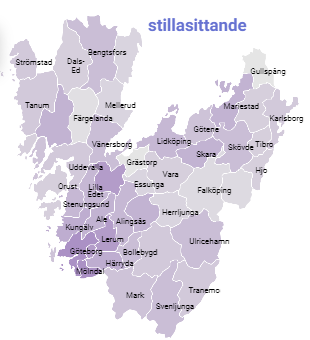 stillasittande
Bengtsfors
Strömstad
Dals-
Ed
Gullspång
Tanum
Mellerud
Mariestad
Färgelanda
Karlsborg
Götene
Vänersborg
Lidköping
Tibro
Skövde
Skara
Grästorp
Uddevalla
Hjo
Vara
Essunga
Orust
Lilla
Edet
Falköping
Stenungsund
Herrljunga
Ale
Alingsås
Kungälv
Lerum
Ulricehamn
Göteborg
Bollebygd
Härryda
Mölndal
Tranemo
Mark
Svenljunga